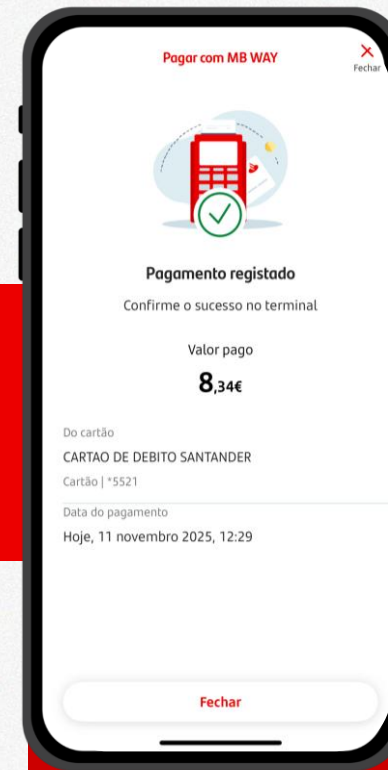 Pagar com MB WAY
Fechar
Pagamento registado
Confirme o sucesso no terminal
Valor pago
8,34€
Do cartão
CARTAO DE DEBITO SANTANDER
Cartão | *5521
Data do pagamento
Hoje, 11 novembro 2025, 12:29
Fechar